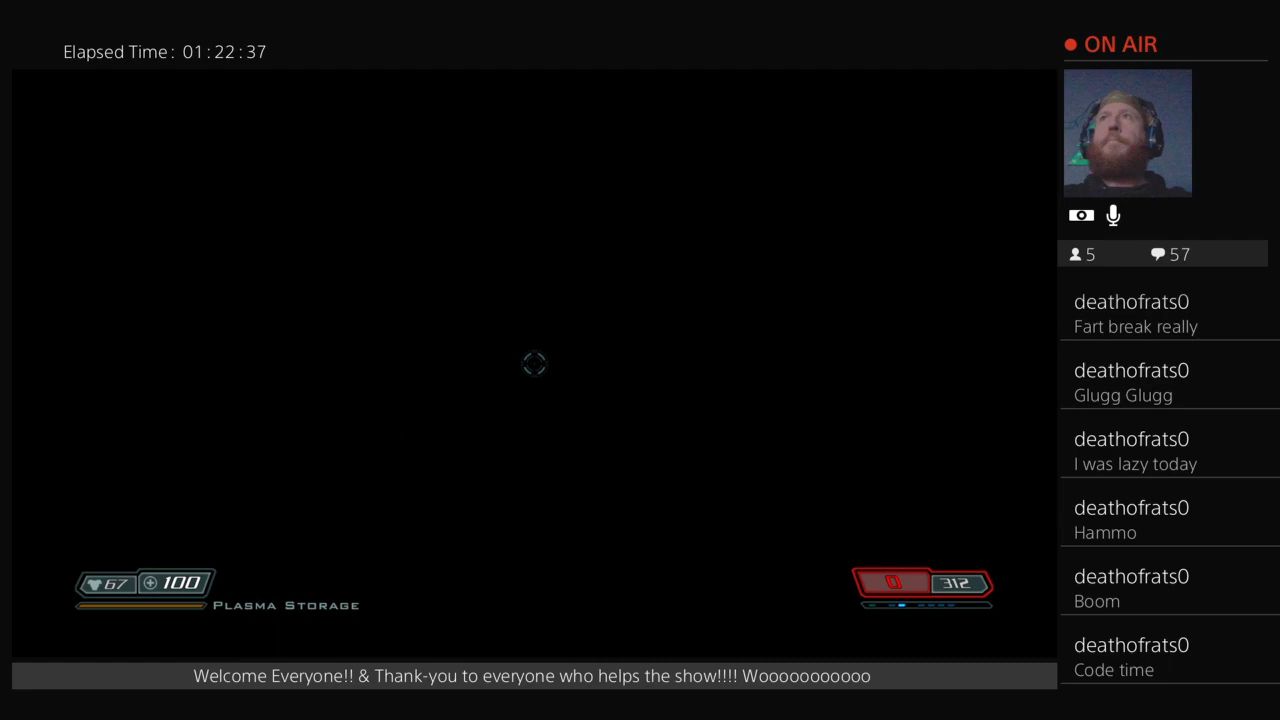 Elapsed Time: 01:22:37
ON AIR
5 57
deathofrats0
Fart break really
deathofrats0
Glugg Glugg
deathofrats0
I was lazy today
deathofrats0
Hammo
deathofrats0
Boom
deathofrats0
Code time
67 100
Plasma Storage
0 312
Welcome Everyone!! & Thank-you to everyone who helps the show!!!! Wooooooooooo